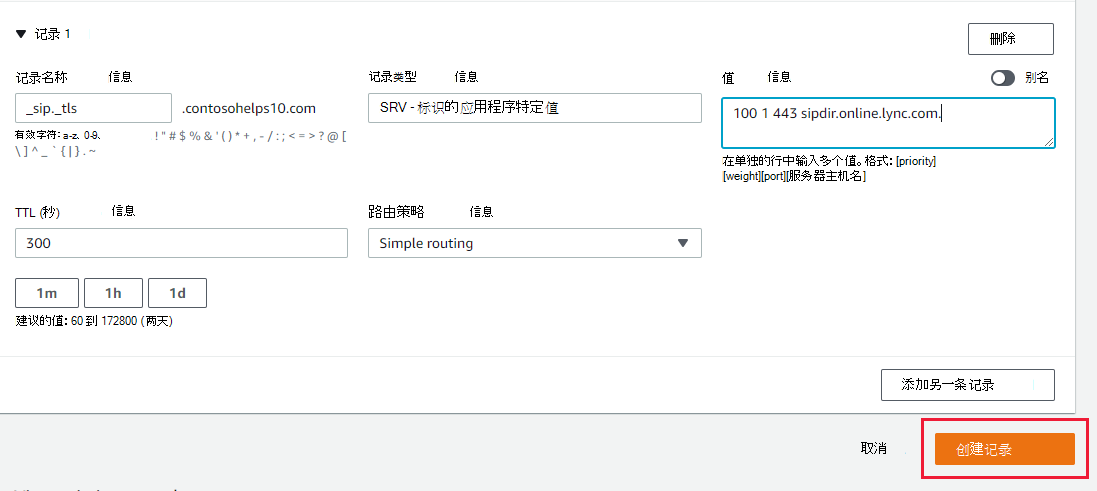 ▼ 记录 1
删除
记录名称 信息
记录类型 信息
值 信息 别名
_sip._tls .contosohelps10.com
SRV - 标识的应用程序特定值
100 1 443 sipdir.online.lync.com.
有效字符: a-z、0-9、 ! " # $ % & ' ( ) * + , - / : ; < = > ? @ [
\ ] ^ _ ` { | } . ~
在单独的行中输入多个值。格式: [priority]
[weight][port][服务器主机名]
TTL (秒) 信息
路由策略 信息
300
Simple routing
1m 1h 1d
建议的值: 60 到 172800 (两天)
添加另一条记录
取消
创建记录